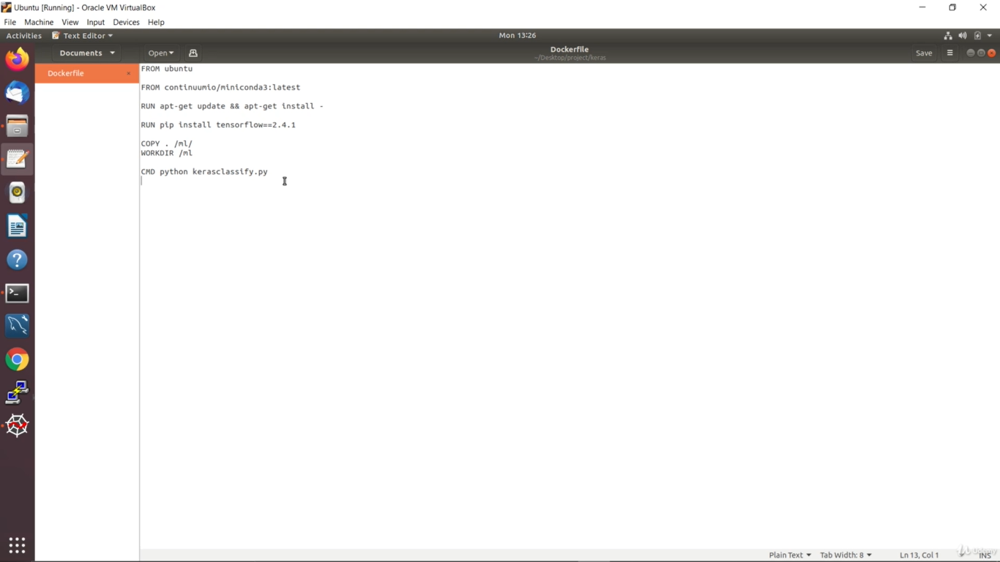 Ubuntu [Running] - Oracle VM VirtualBox
File Machine View Input Devices Help
Activities Text Editor Mon 13:26
Documents Open Dockerfile Save
~/Desktop/project/keras
Dockerfile
FROM ubuntu
FROM continuumio/miniconda3:latest
RUN apt-get update && apt-get install -
RUN pip install tensorflow==2.4.1
COPY . /ml/
WORKDIR /ml
CMD python kerasclassify.py
Plain Text Tab Width: 8 Ln 13, Col 1 INS
Udemy